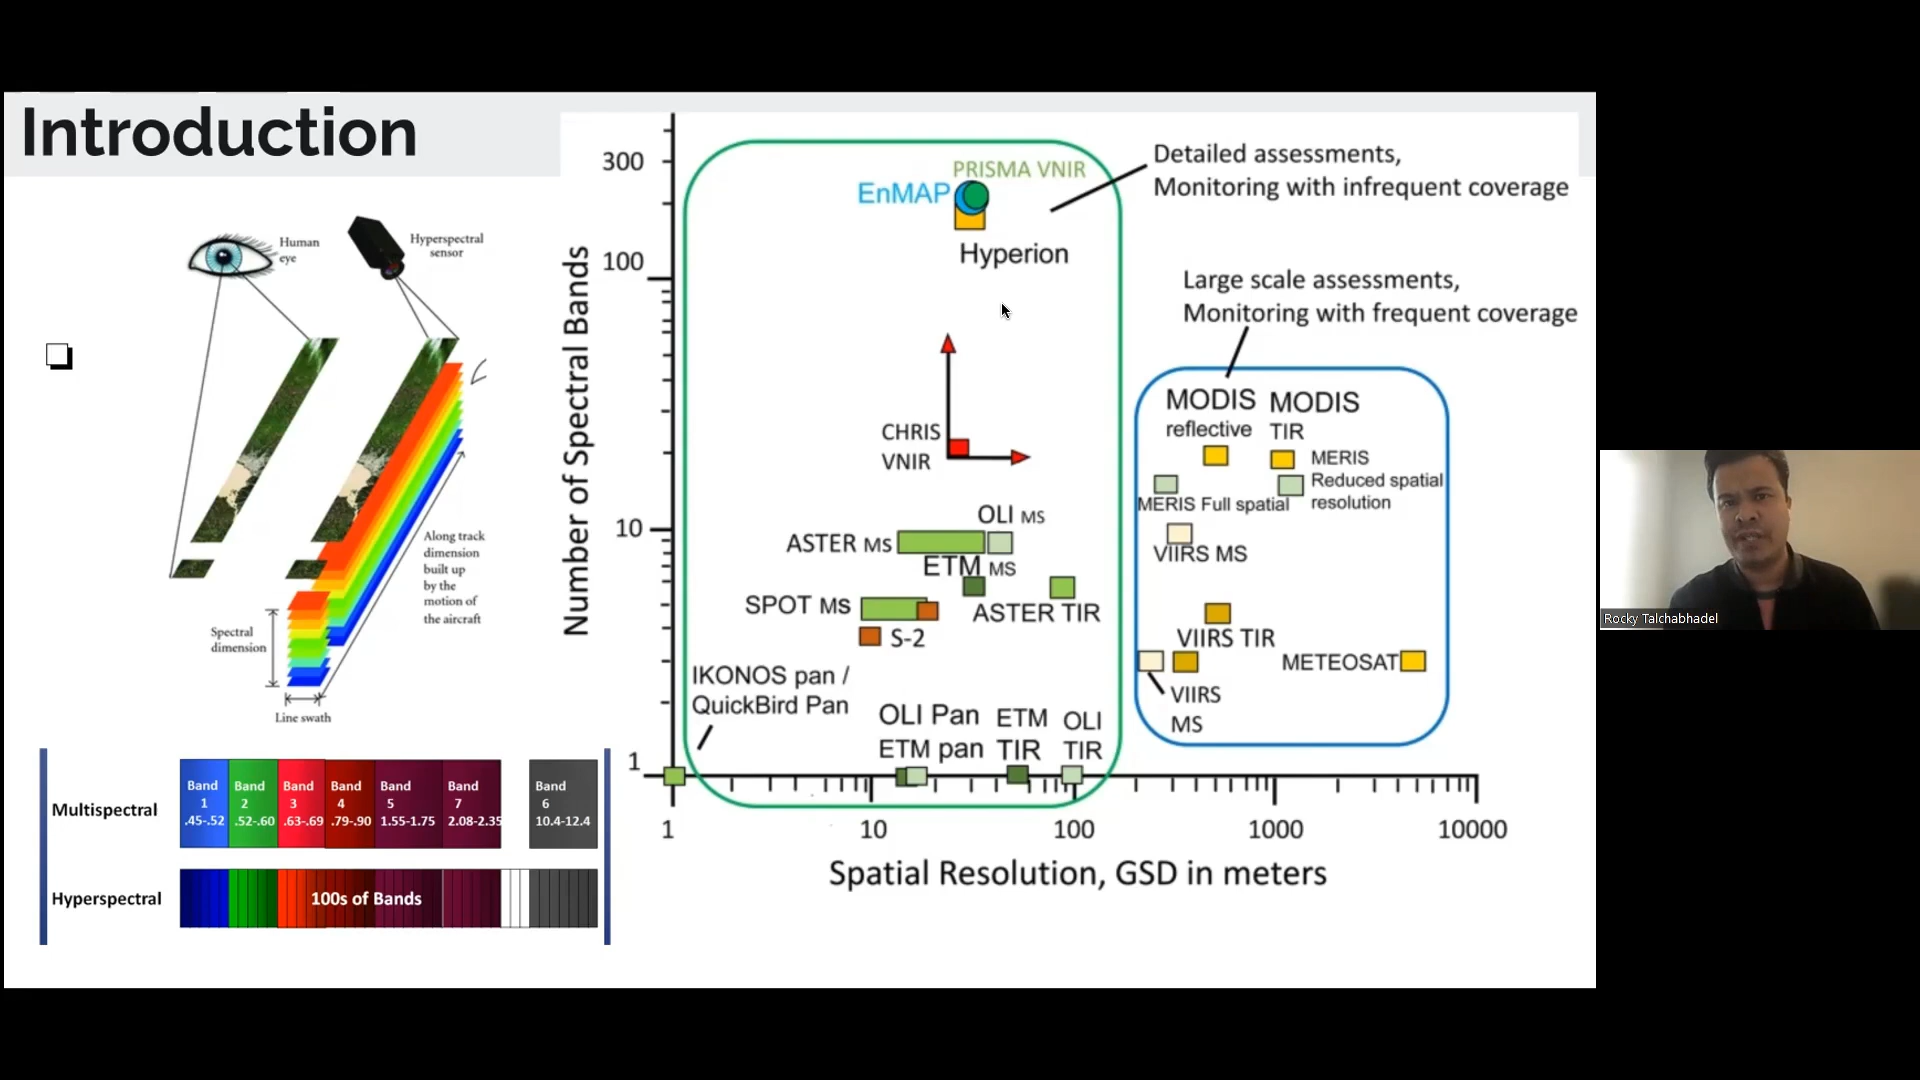 Introduction
Human
eye
Hyperspectral
sensor
Along track
dimension
built up
by the
motion of
the aircraft
Spectral
dimension
Line swath
Multispectral
Band
1
.45-.52
Band
2
.52-.60
Band
3
.63-.69
Band
4
.79-.90
Band
5
1.55-1.75
Band
7
2.08-2.35
Band
6
10.4-12.4
Hyperspectral
100s of Bands
Number of Spectral Bands
300
100
10
1
PRISMA VNIR
EnMAP
Hyperion
Detailed assessments,
Monitoring with infrequent coverage
Large scale assessments,
Monitoring with frequent coverage
CHRIS
VNIR
OLI MS
ASTER MS
ETM MS
SPOT MS
ASTER TIR
S-2
IKONOS pan /
QuickBird Pan
OLI Pan
ETM pan
ETM
TIR
OLI
TIR
MODIS
reflective
MODIS
TIR
MERIS
Reduced spatial
resolution
MERIS Full spatial
VIIRS MS
VIIRS TIR
METEOSAT
VIIRS
MS
1
10
100
1000
10000
Spatial Resolution, GSD in meters
Rocky Talchabhadel